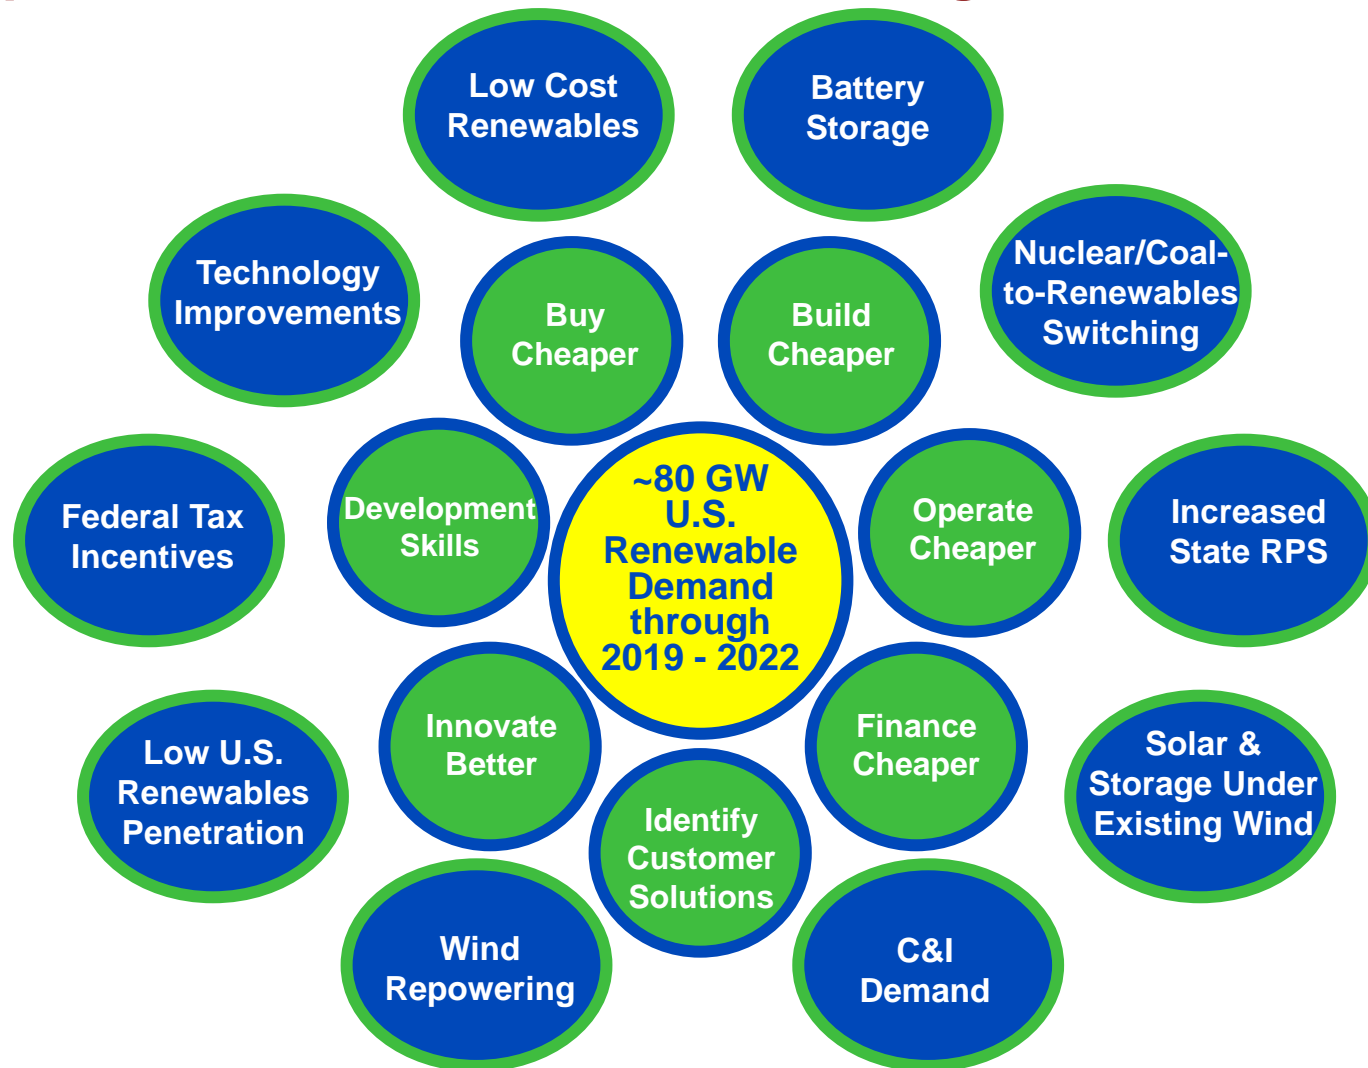 Low Cost
Renewables
Battery
Storage
Technology
Improvements
Nuclear/Coal-
to-Renewables
Switching
Buy
Cheaper
Build
Cheaper
Federal Tax
Incentives
Development
Skills
~80 GW
U.S.
Renewable
Demand
through
2019 - 2022
Operate
Cheaper
Increased
State RPS
Innovate
Better
Finance
Cheaper
Low U.S.
Renewables
Penetration
Identify
Customer
Solutions
Solar &
Storage Under
Existing Wind
Wind
Repowering
C&I
Demand